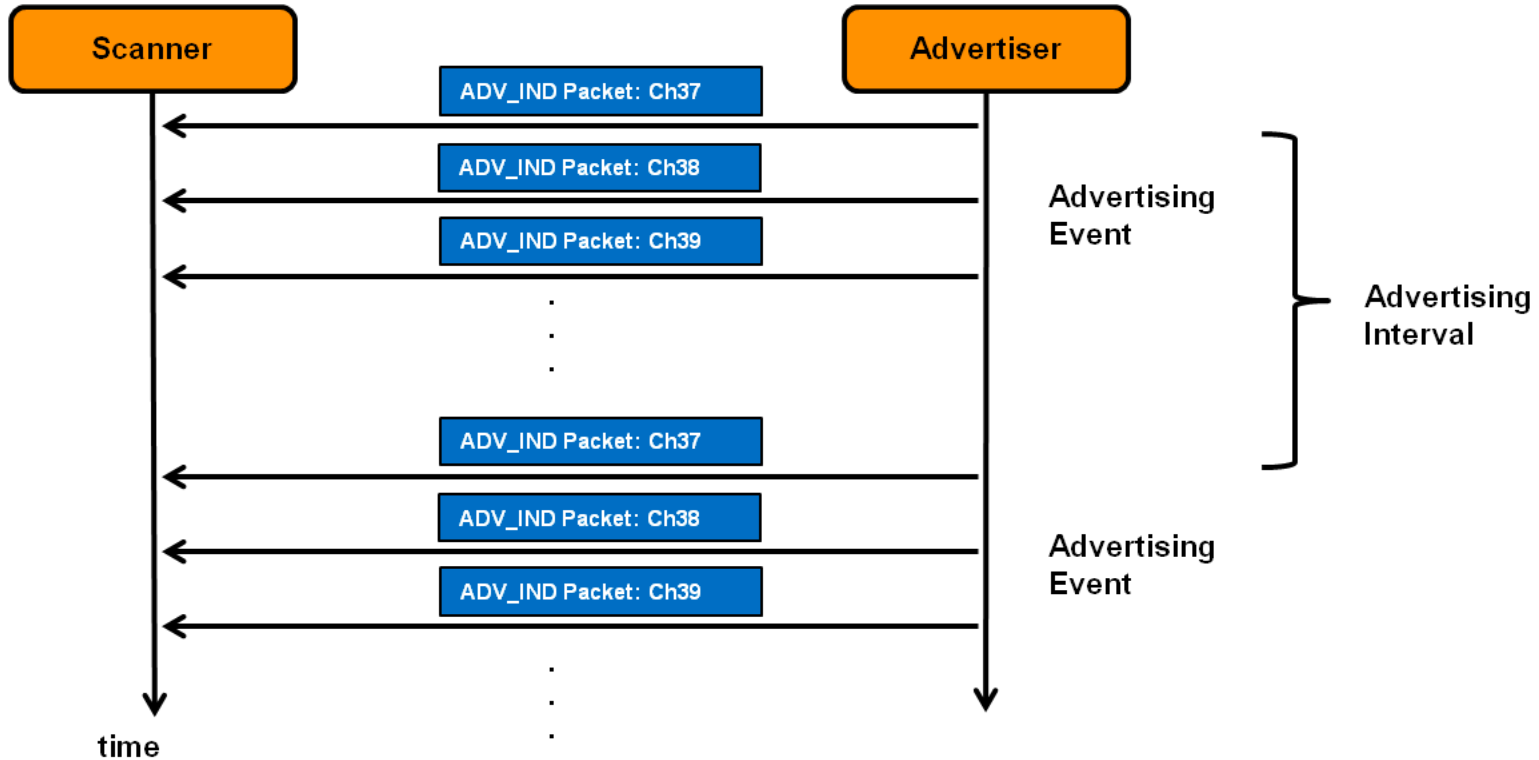 Scanner
Advertiser
ADV_IND Packet: Ch37
ADV_IND Packet: Ch38
ADV_IND Packet: Ch39
Advertising
Event
Advertising
Interval
.
.
.
ADV_IND Packet: Ch37
ADV_IND Packet: Ch38
ADV_IND Packet: Ch39
Advertising
Event
.
.
.
time